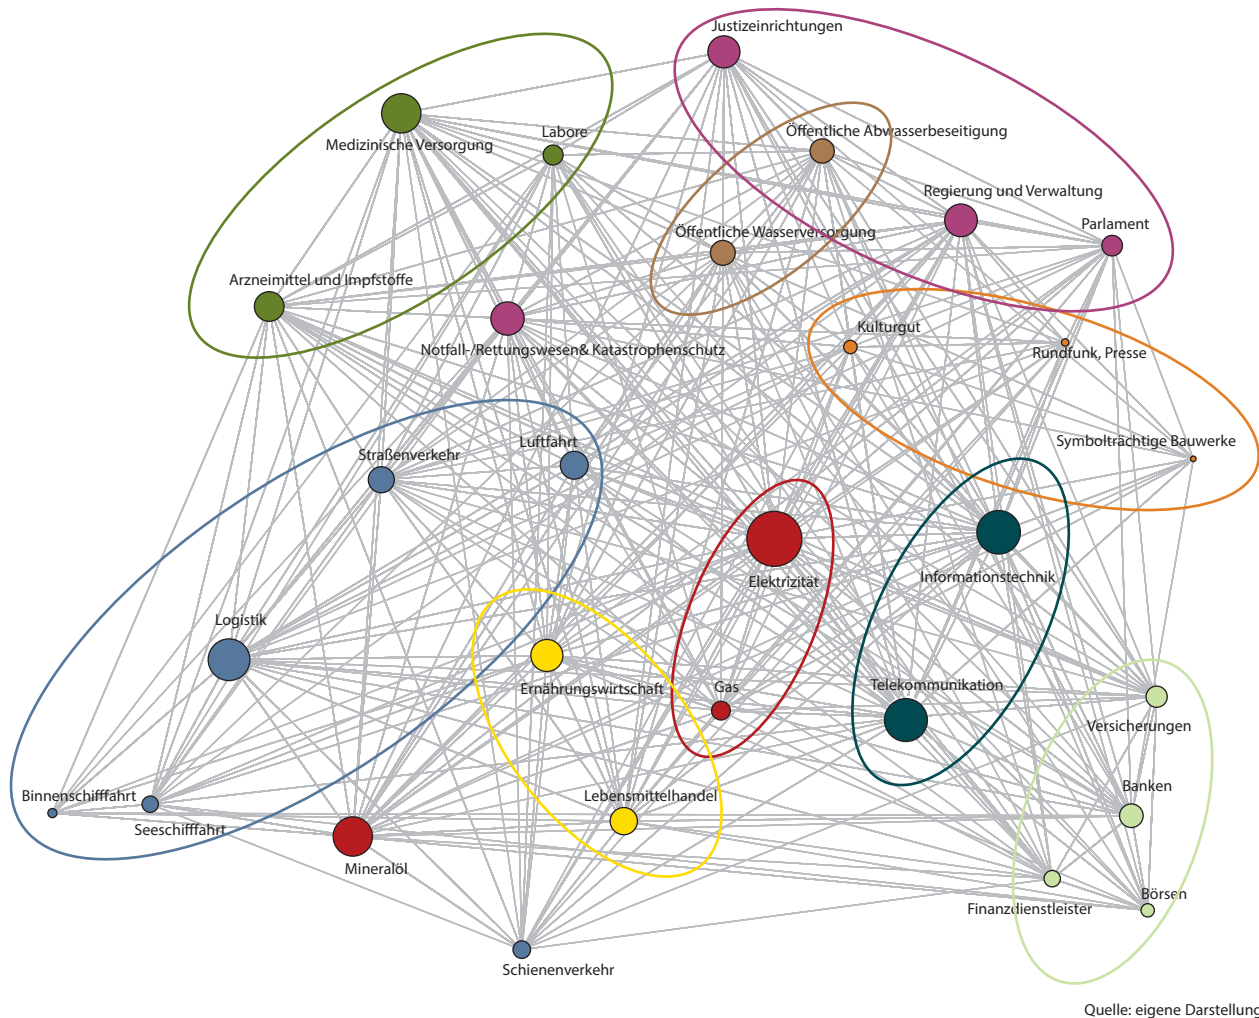 Justizeinrichtungen
Labore
Öffentliche Abwasserbeseitigung
Medizinische Versorgung
Regierung und Verwaltung
Parlament
Öffentliche Wasserversorgung
Arzneimittel und Impfstoffe
Kulturgut
Notfall-/Rettungswesen& Katastrophenschutz
Rundfunk, Presse
Luftfahrt
Symbolträchtige Bauwerke
Straßenverkehr
Elektrizität
Informationstechnik
Logistik
Ernährungswirtschaft
Gas
Telekommunikation
Versicherungen
Banken
Binnenschifffahrt
Lebensmittelhandel
Seeschifffahrt
Mineralöl
Börsen
Finanzdienstleister
Schienenverkehr
Quelle: eigene Darstellung